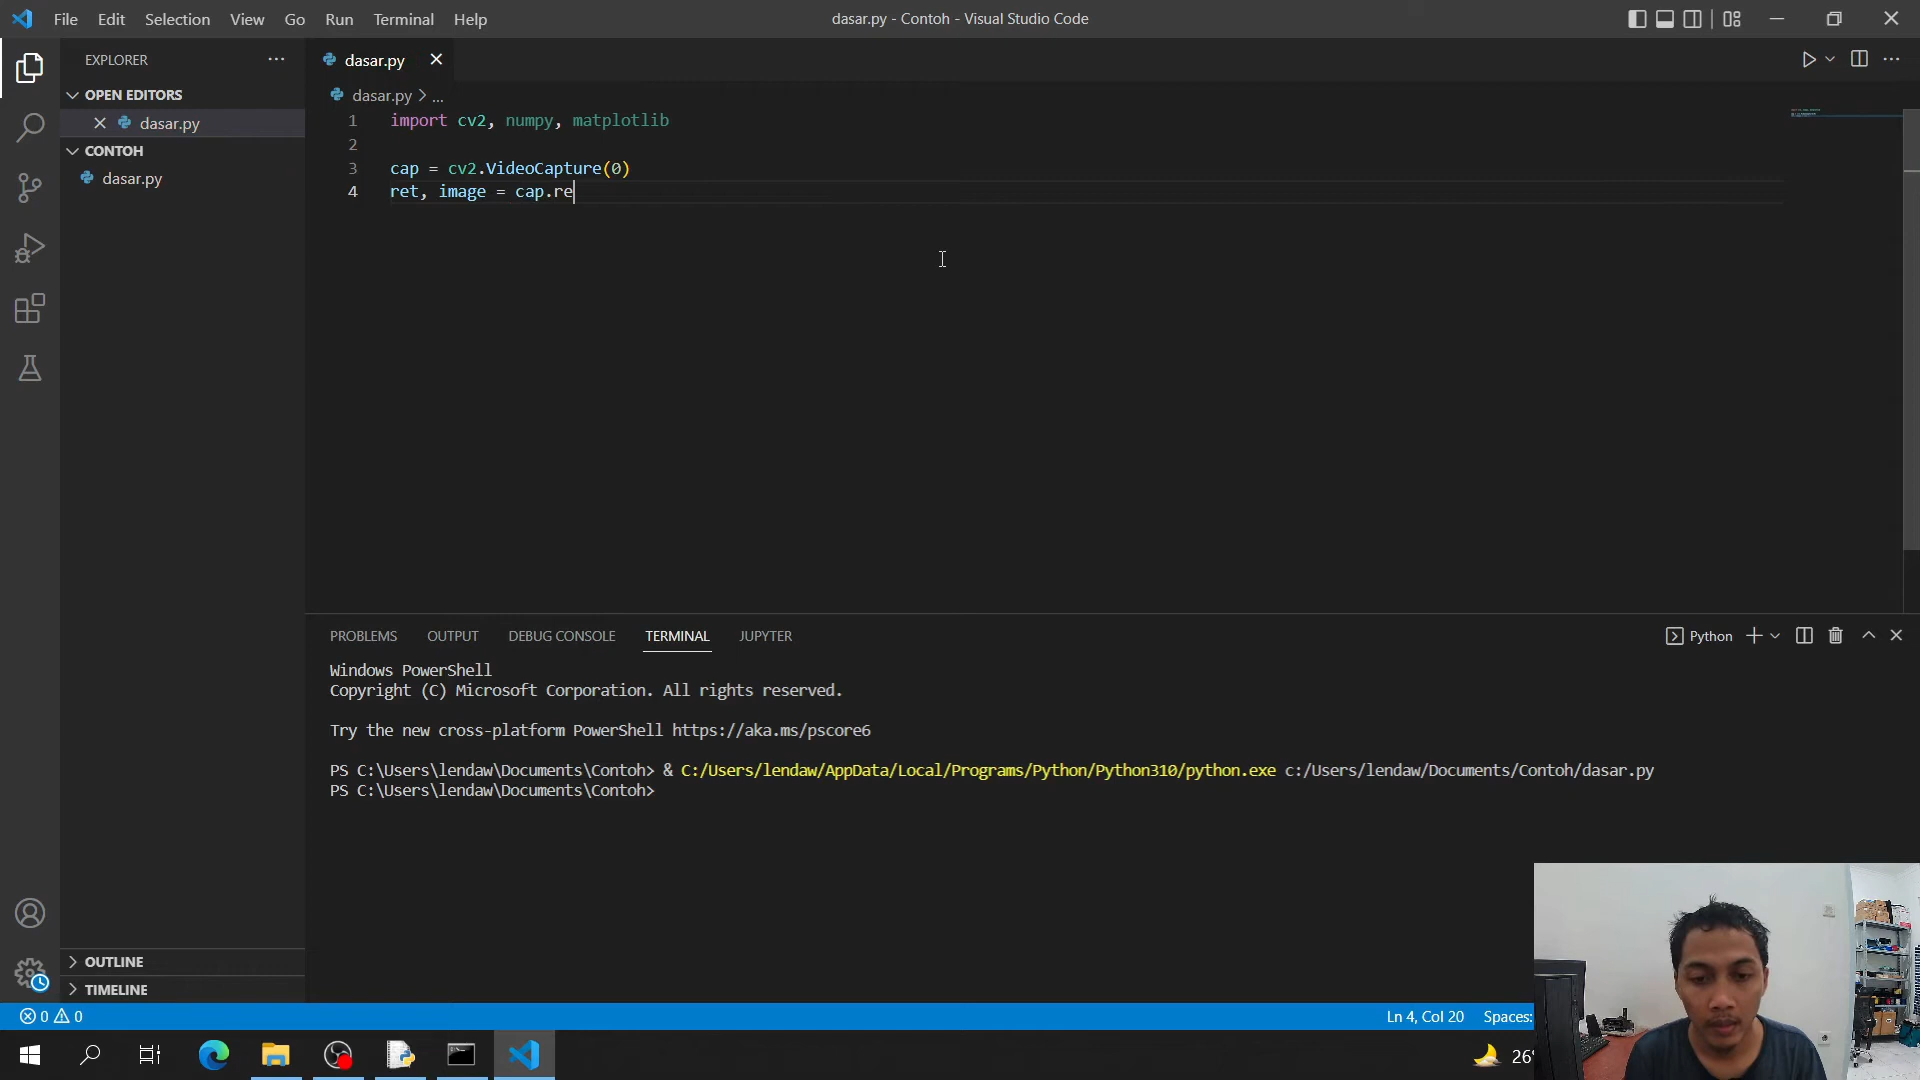 File Edit Selection View Go Run Terminal Help
dasar.py - Contoh - Visual Studio Code
EXPLORER
OPEN EDITORS
dasar.py
CONTOH
dasar.py
OUTLINE
TIMELINE
dasar.py
dasar.py > ...
1 import cv2, numpy, matplotlib
2
3 cap = cv2.VideoCapture(0)
4 ret, image = cap.re
PROBLEMS OUTPUT DEBUG CONSOLE TERMINAL JUPYTER
Python
Windows PowerShell
Copyright (C) Microsoft Corporation. All rights reserved.
Try the new cross-platform PowerShell https://aka.ms/pscore6
PS C:\Users\lendaw\Documents\Contoh> & C:/Users/lendaw/AppData/Local/Programs/Python/Python310/python.exe c:/Users/lendaw/Documents/Contoh/dasar.py
PS C:\Users\lendaw\Documents\Contoh>
0 0
Ln 4, Col 20 Spaces:
26°